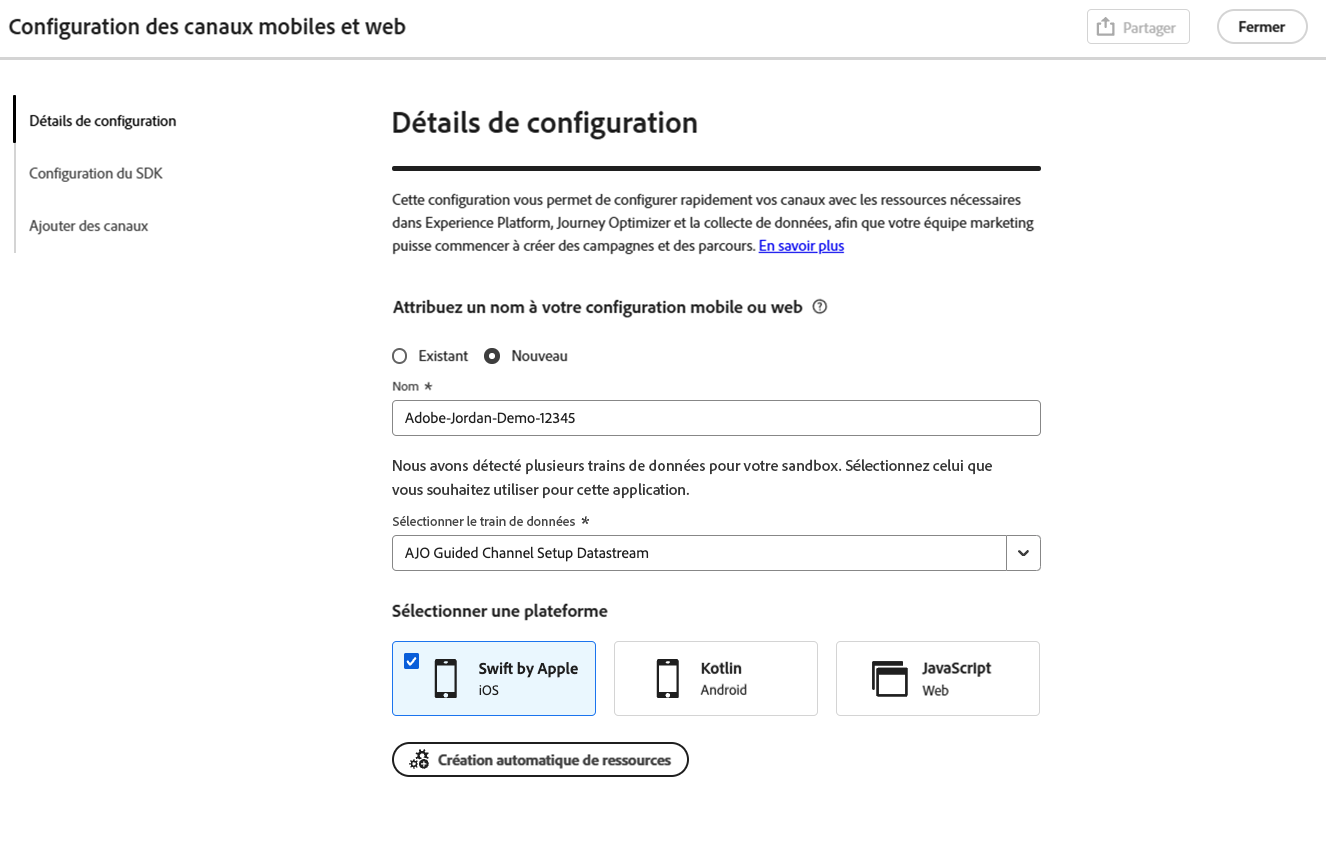 Configuration des canaux mobiles et web
Partager
Fermer
Détails de configuration
Configuration du SDK
Ajouter des canaux
Détails de configuration
Cette configuration vous permet de configurer rapidement vos canaux avec les ressources nécessaires
dans Experience Platform, Journey Optimizer et la collecte de données, afin que votre équipe marketing
puisse commencer à créer des campagnes et des parcours. En savoir plus
Attribuez un nom à votre configuration mobile ou web
Existant
Nouveau
Nom *
Adobe-Jordan-Demo-12345
Nous avons détecté plusieurs trains de données pour votre sandbox. Sélectionnez celui que
vous souhaitez utiliser pour cette application.
Sélectionner le train de données *
AJO Guided Channel Setup Datastream
Sélectionner une plateforme
Swift by Apple
iOS
Kotlin
Android
JavaScript
Web
Création automatique de ressources